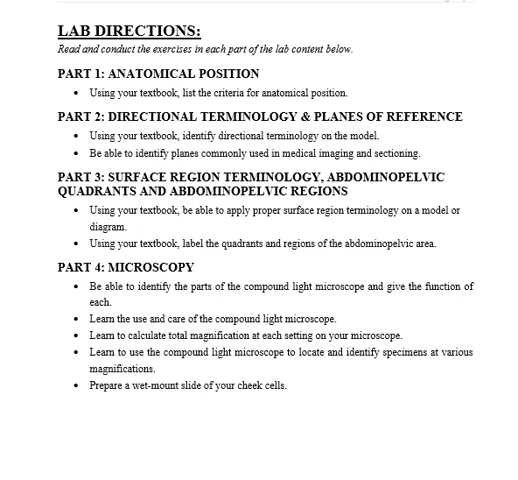 LAB DIRECTIONS:
Read and conduct the exercises in each part of the lab content below.
PART 1: ANATOMICAL POSITION
• Using your textbook, list the criteria for anatomical position.
PART 2: DIRECTIONAL TERMINOLOGY & PLANES OF REFERENCE
• Using your textbook, identify directional terminology on the model.
• Be able to identify planes commonly used in medical imaging and sectioning.
PART 3: SURFACE REGION TERMINOLOGY, ABDOMINOPELVIC
QUADRANTS AND ABDOMINOPELVIC REGIONS
• Using your textbook, be able to apply proper surface region terminology on a model or
diagram.
• Using your textbook, label the quadrants and regions of the abdominopelvic area.
PART 4: MICROSCOPY
• Be able to identify the parts of the compound light microscope and give the function of
each.
• Learn the use and care of the compound light microscope.
• Learn to calculate total magnification at each setting on your microscope.
• Learn to use the compound light microscope to locate and identify specimens at various
magnifications.
• Prepare a wet-mount slide of your cheek cells.